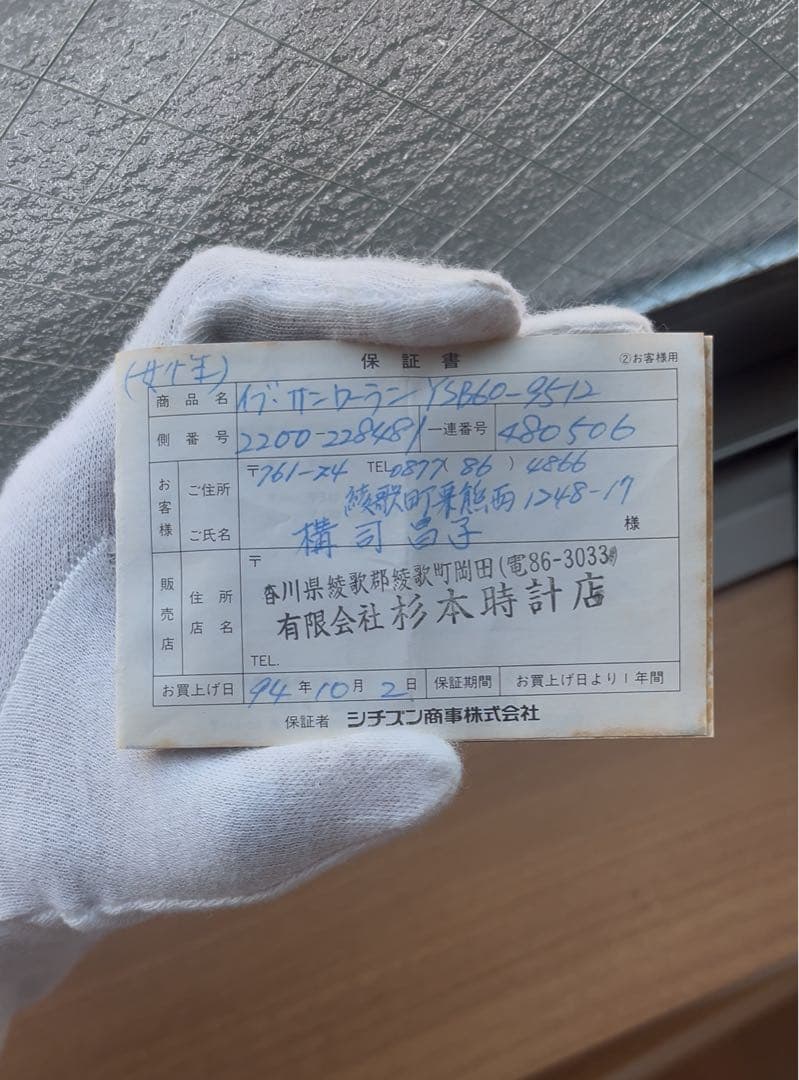 保証書
②お客様用
商品名 イブ・サンローラン YSB60-9512
側番号 2200-228481 一連番号 480506
お客様 ご住所 〒761-24 TEL 0877( 86 ) 4866
綾歌町栗熊西1248-17
ご氏名 構 司 昌子 様
販売店 住所 店名 〒
香川県綾歌郡綾歌町岡田(電86-3033)
有限会社 杉本時計店
TEL.
お買上げ日 94年10月2日 保証期間 お買上げ日より1年間
保証者 シチズン商事株式会社